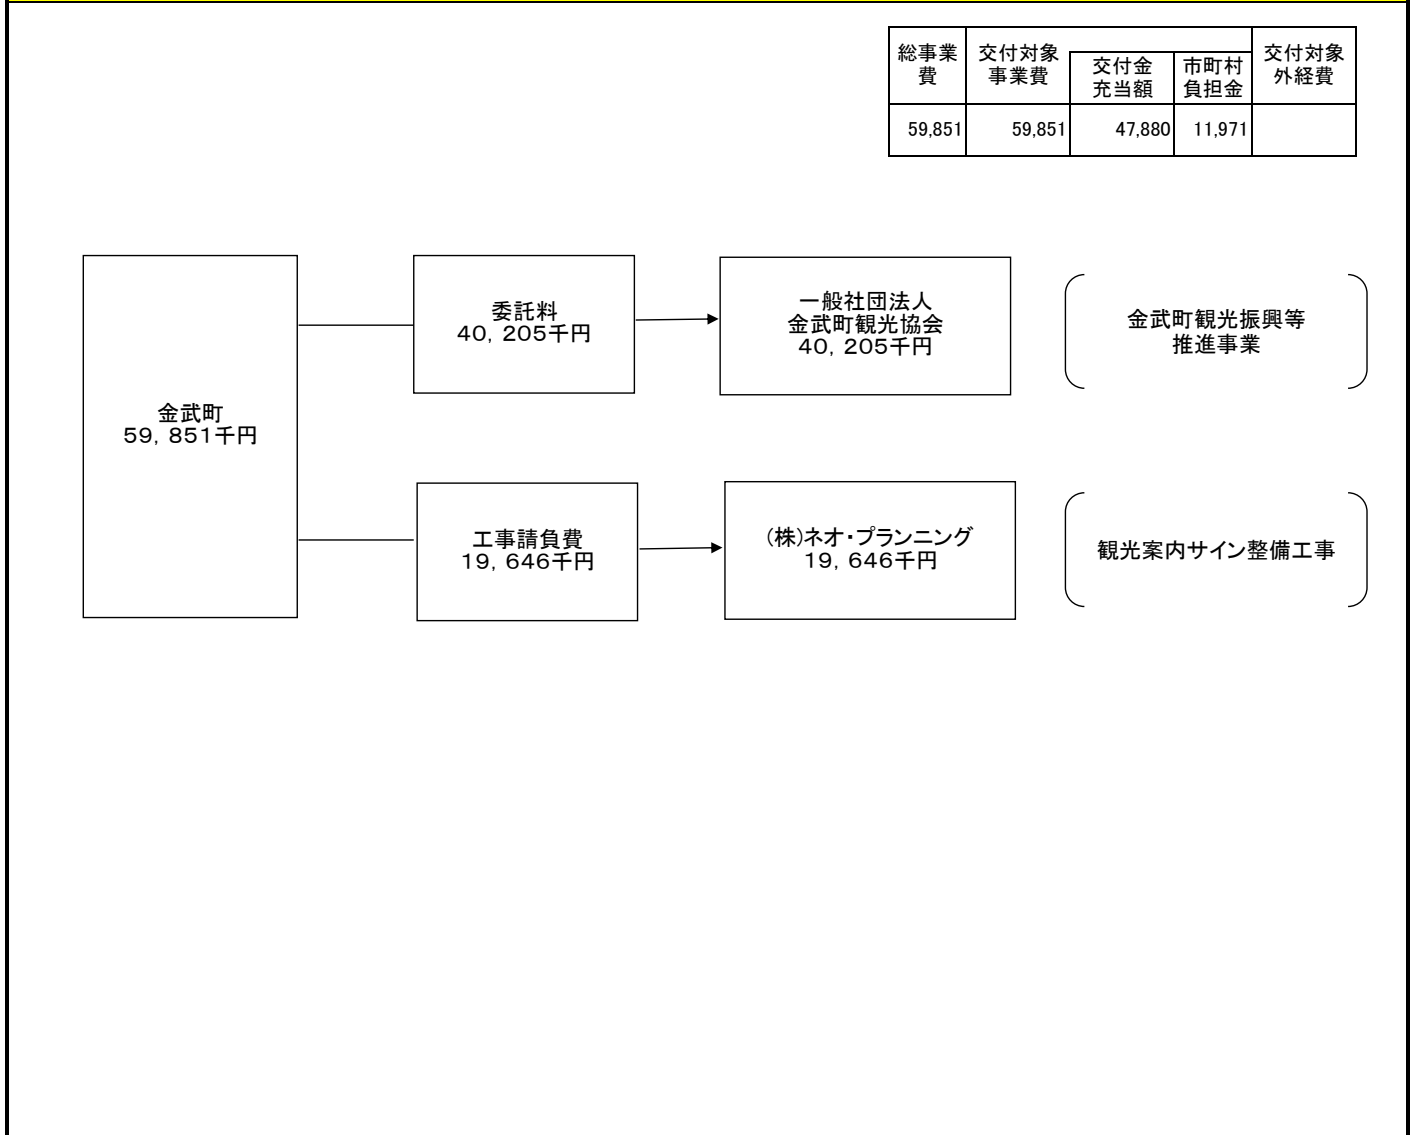 総事業
費
交付対象
事業費
交付金
充当額
市町村
負担金
交付対象
外経費
59,851
59,851
47,880
11,971
金武町
59，851千円
委託料
40，205千円
一般社団法人
金武町観光協会
40，205千円
金武町観光振興等
推進事業
工事請負費
19，646千円
(株)ネオ・プランニング
19，646千円
観光案内サイン整備工事